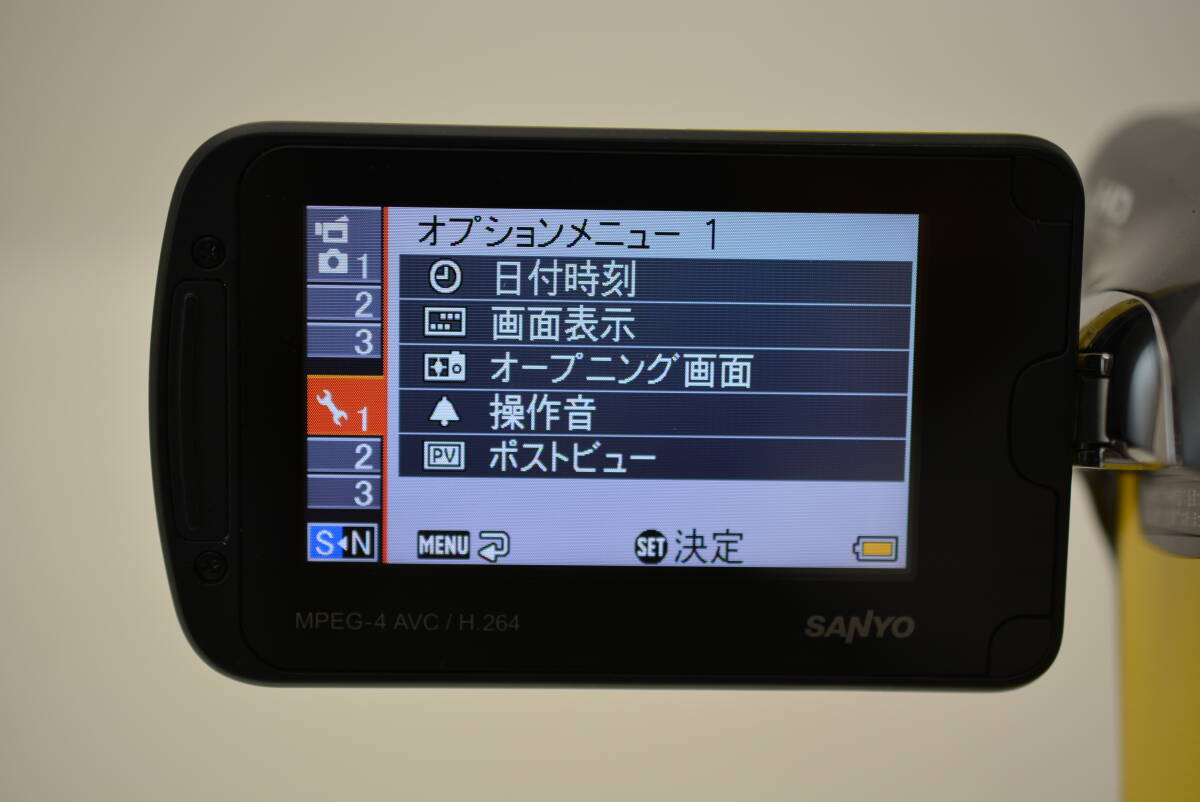 オプションメニュー 1
1
2
3
日付時刻
画面表示
オープニング画面
1
操作音
2
PV ポストビュー
3
S N
MENU
SET 決定
MPEG-4 AVC / H.264
SANYO
HD